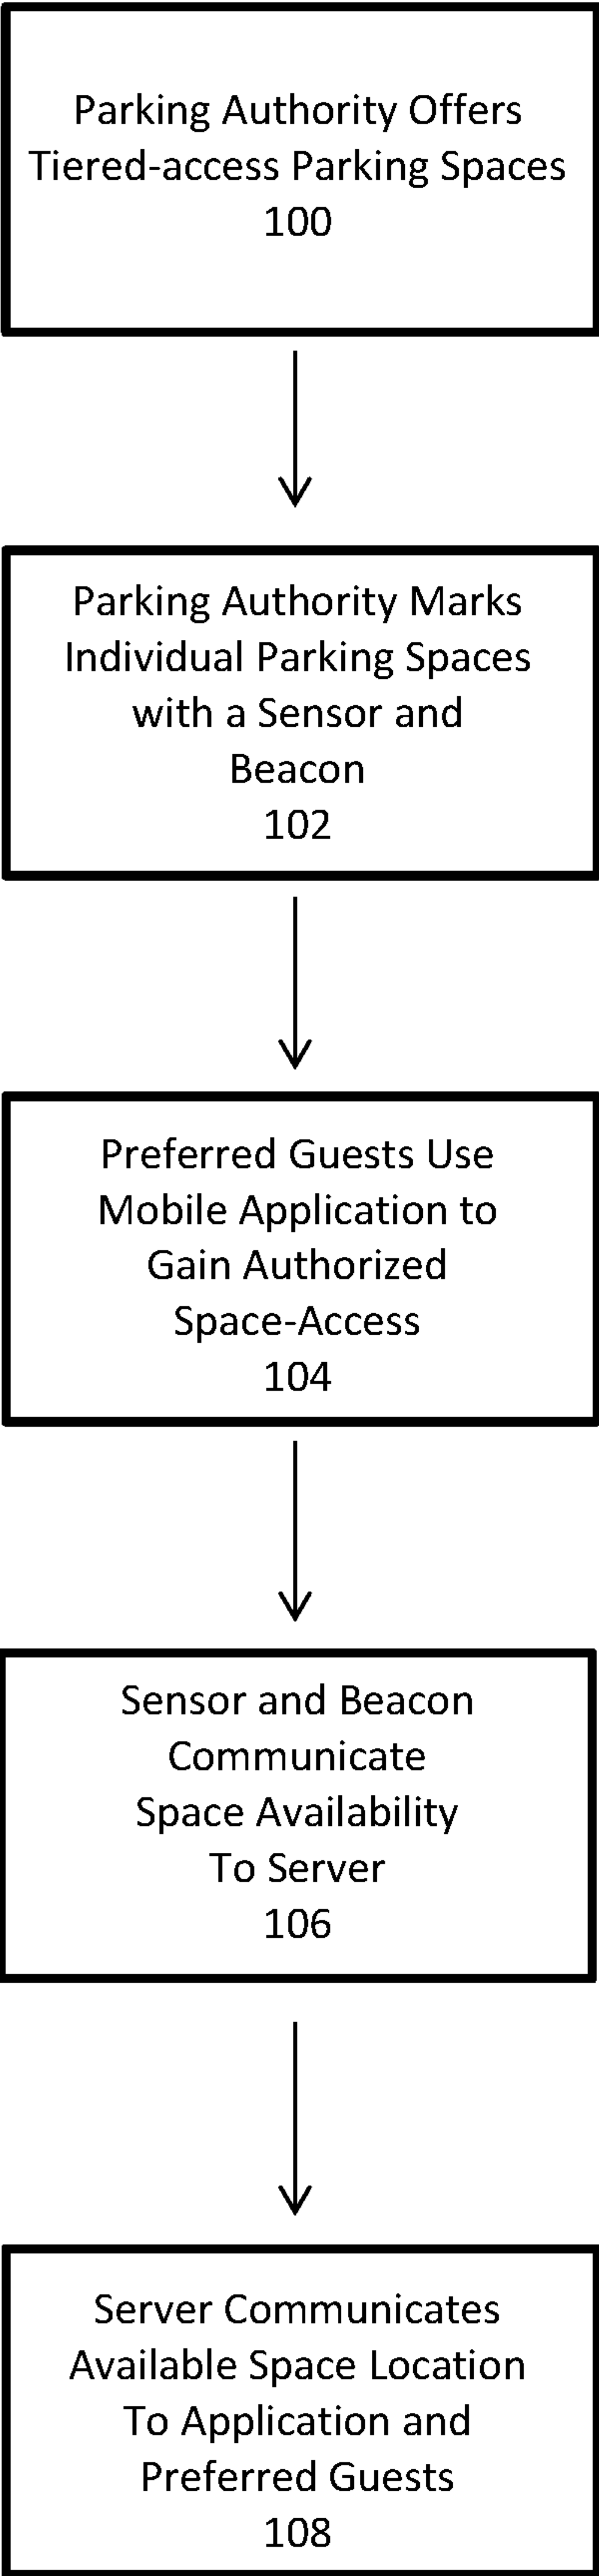 Parking Authority Offers
Tiered-access Parking Spaces
100
Parking Authority Marks
Individual Parking Spaces
with a Sensor and
Beacon
102
Preferred Guests Use
Mobile Application to
Gain Authorized
Space-Access
104
Sensor and Beacon
Communicate
Space Availability
To Server
106
Server Communicates
Available Space Location
To Application and
Preferred Guests
108